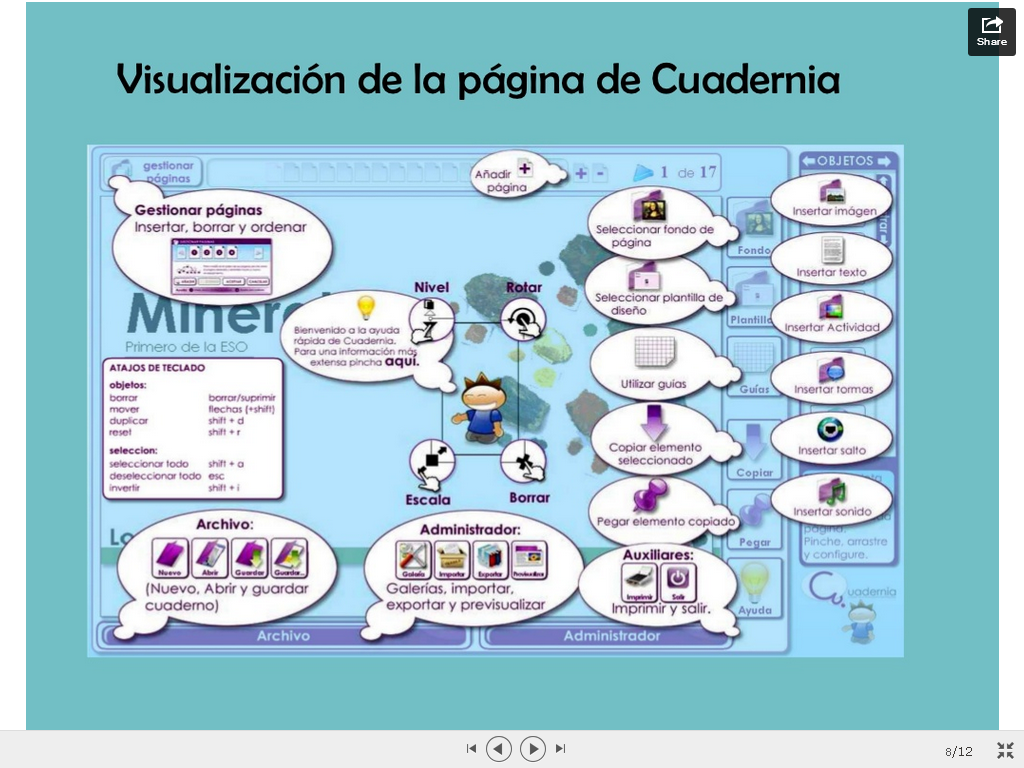 Share
Visualización de la página de Cuadernia
gestionar
páginas
Añadir
página
1 de 17
OBJETOS
Gestionar páginas
Insertar, borrar y ordenar
Seleccionar fondo de
página
Fondo
Insertar imágen
Seleccionar plantilla de
diseño
Plantilla
Insertar texto
Insertar Actividad
Nivel
Rotar
Primero de la ESO
Bienvenido a la ayuda
rápida de Cuadernia.
Para una información más
extensa pincha aquí.
Utilizar guías
Guías
Insertar formas
ATAJOS DE TECLADO
objetos:
borrar borrar/suprimir
mover flechas (+shift)
duplicar shift + d
reset shift + r
seleccion:
seleccionar todo shift + a
deseleccionar todo esc
invertir shift + i
Copiar elemento
seleccionado
Copiar
Insertar salto
Escala
Borrar
Pegar elemento copiado
Pegar
Insertar sonido
Pinche, arrastre
y configure.
Archivo:
Nuevo Abrir Guardar Guardar...
(Nuevo, Abrir y guardar
cuaderno)
Administrador:
Galería Importar Exportar Previsualizar
Galerías, importar,
exportar y previsualizar
Auxiliares:
Imprimir Salir
Imprimir y salir.
Ayuda
Cuadernia
Archivo
Administrador
8/12